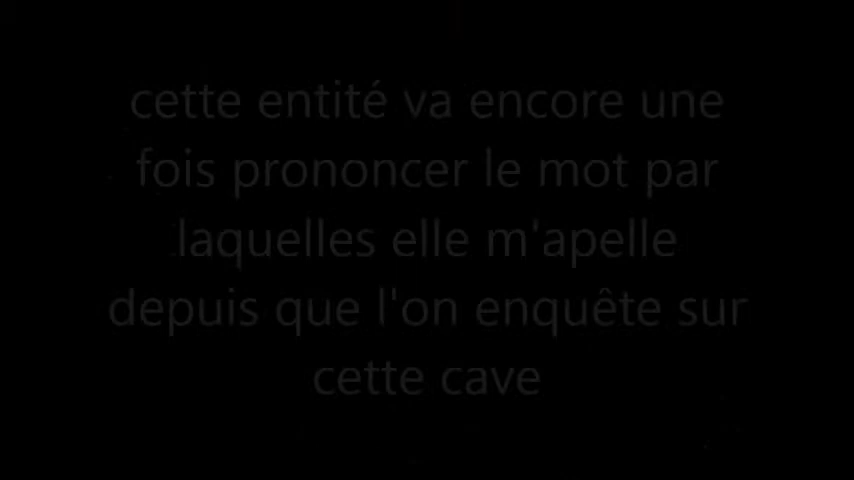 cette entité va encore une
fois prononcer le mot par
laquelles elle m'apelle
depuis que l'on enquête sur
cette cave